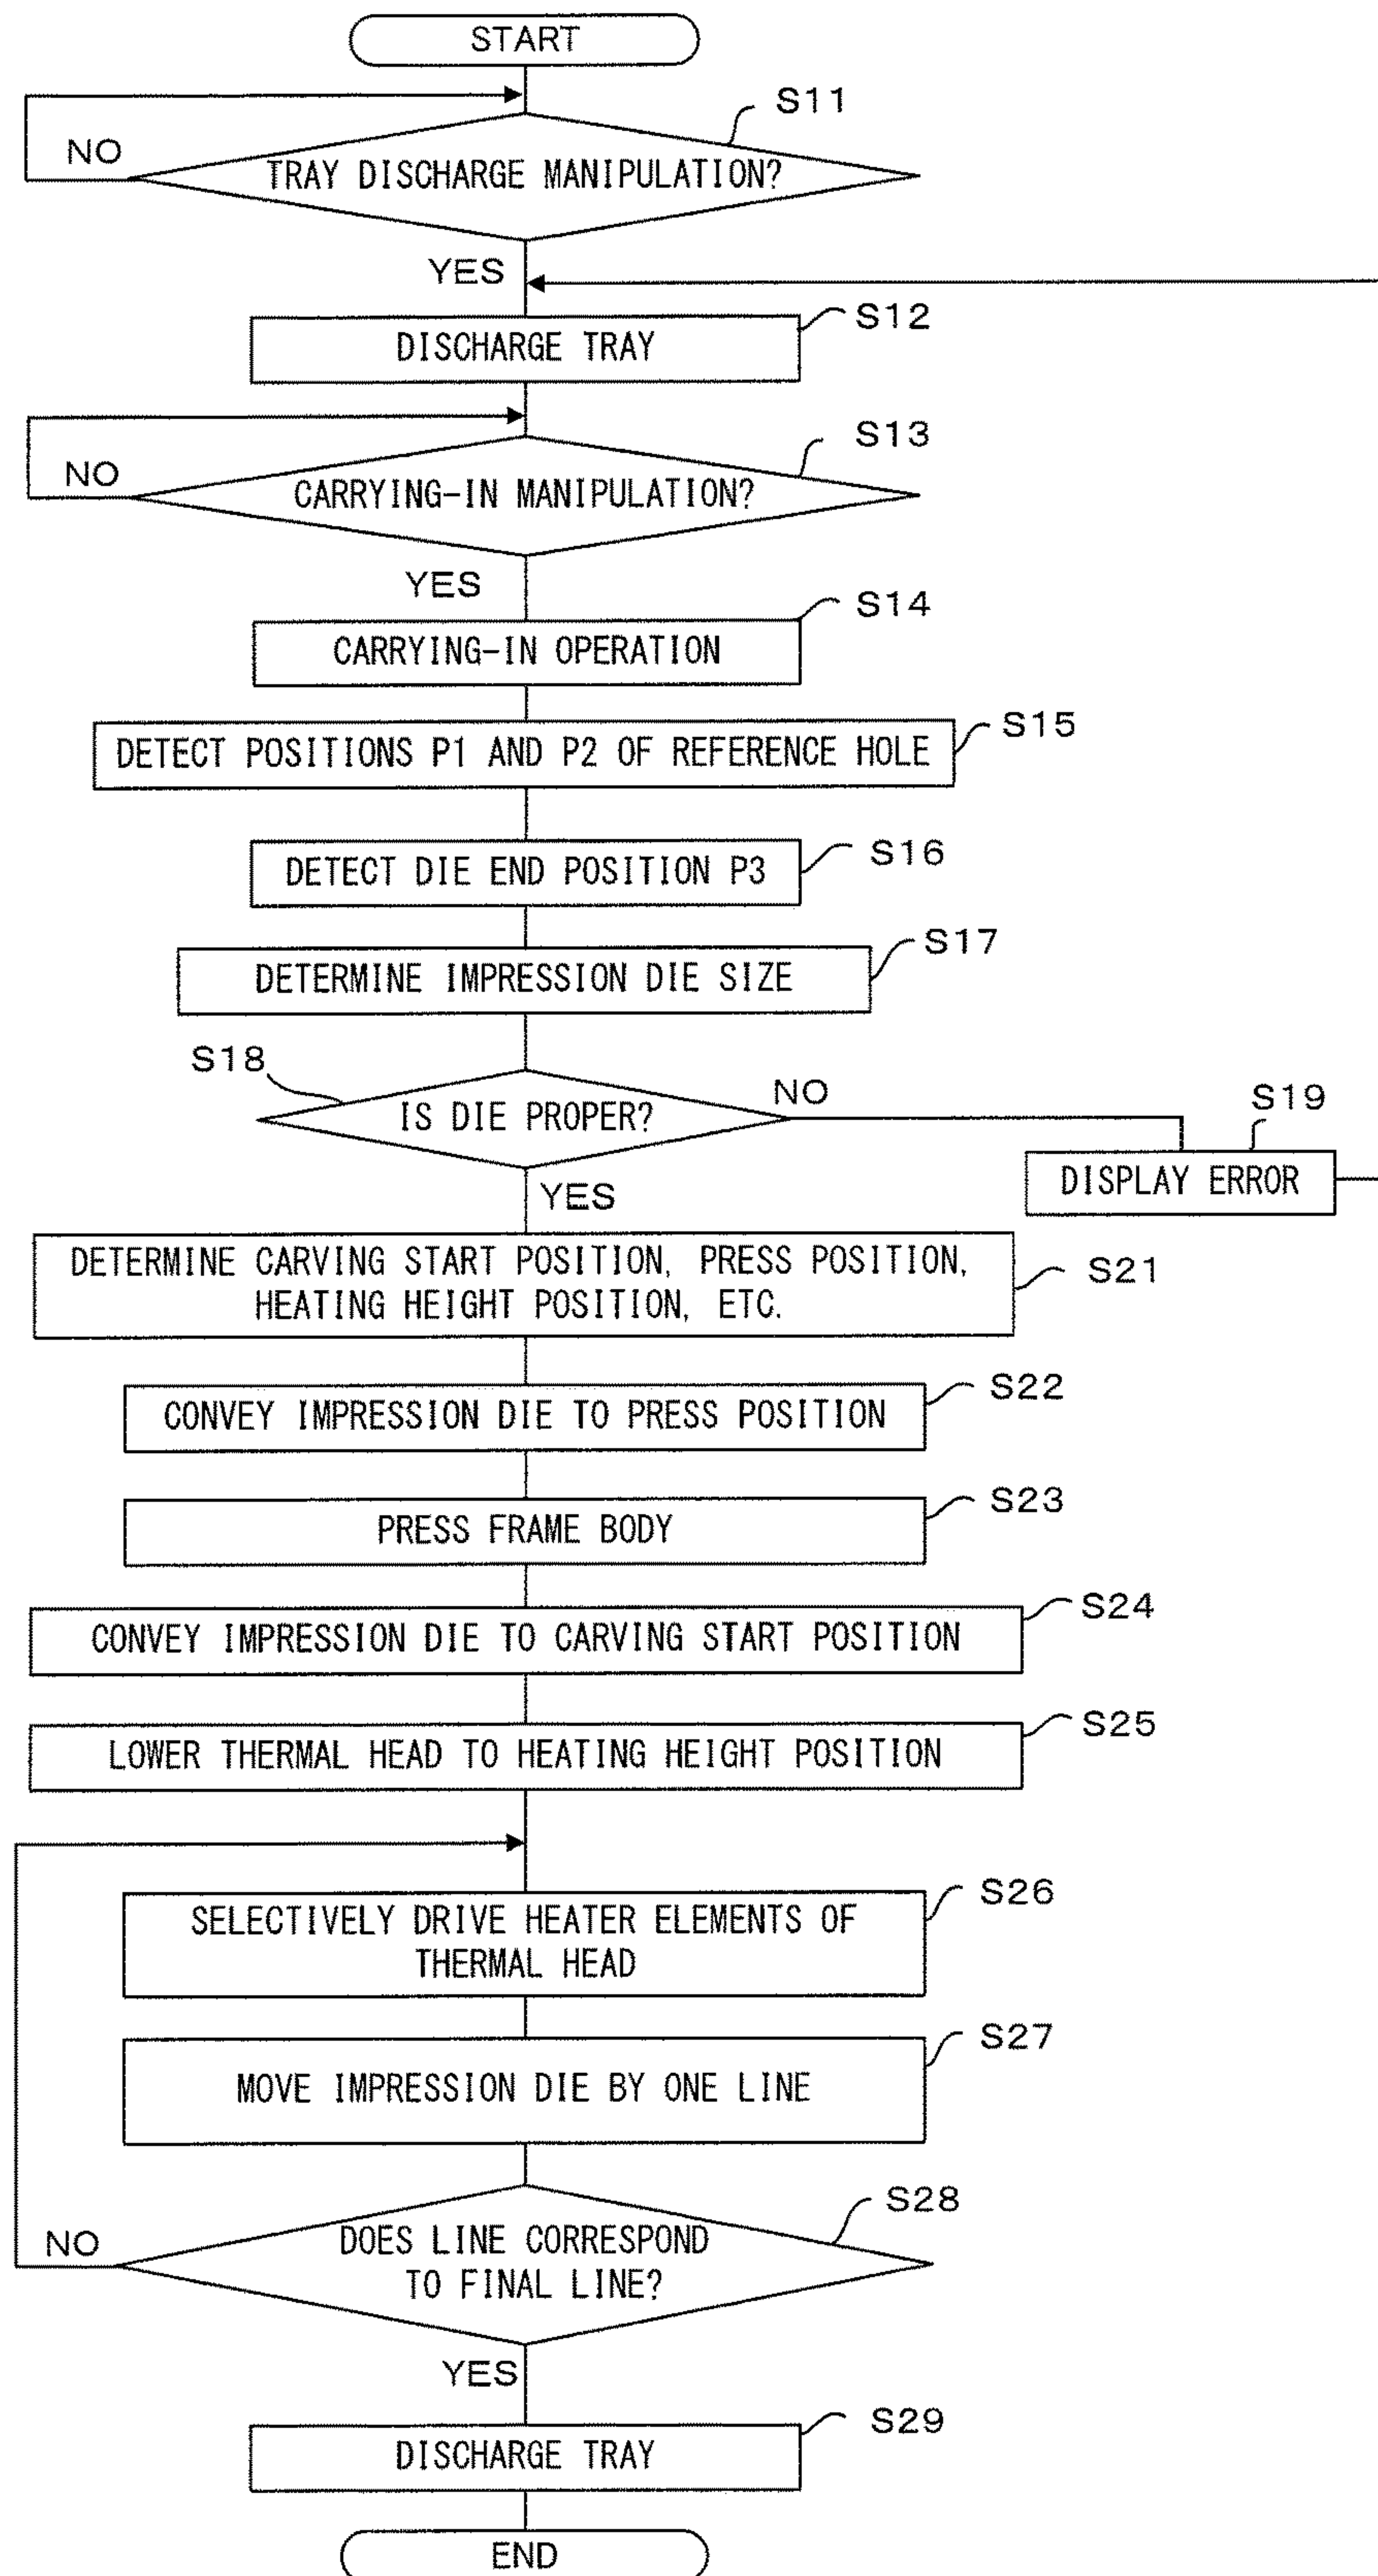 START
S11
NO
TRAY DISCHARGE MANIPULATION?
YES
S12
DISCHARGE TRAY
S13
NO
CARRYING-IN MANIPULATION?
YES
S14
CARRYING-IN OPERATION
S15
DETECT POSITIONS P1 AND P2 OF REFERENCE HOLE
S16
DETECT DIE END POSITION P3
S17
DETERMINE IMPRESSION DIE SIZE
S18
NO
IS DIE PROPER?
S19
DISPLAY ERROR
YES
DETERMINE CARVING START POSITION, PRESS POSITION,
HEATING HEIGHT POSITION, ETC.
S21
S22
CONVEY IMPRESSION DIE TO PRESS POSITION
S23
PRESS FRAME BODY
S24
CONVEY IMPRESSION DIE TO CARVING START POSITION
S25
LOWER THERMAL HEAD TO HEATING HEIGHT POSITION
S26
SELECTIVELY DRIVE HEATER ELEMENTS OF
THERMAL HEAD
S27
MOVE IMPRESSION DIE BY ONE LINE
S28
NO
DOES LINE CORRESPOND
TO FINAL LINE?
YES
S29
DISCHARGE TRAY
END